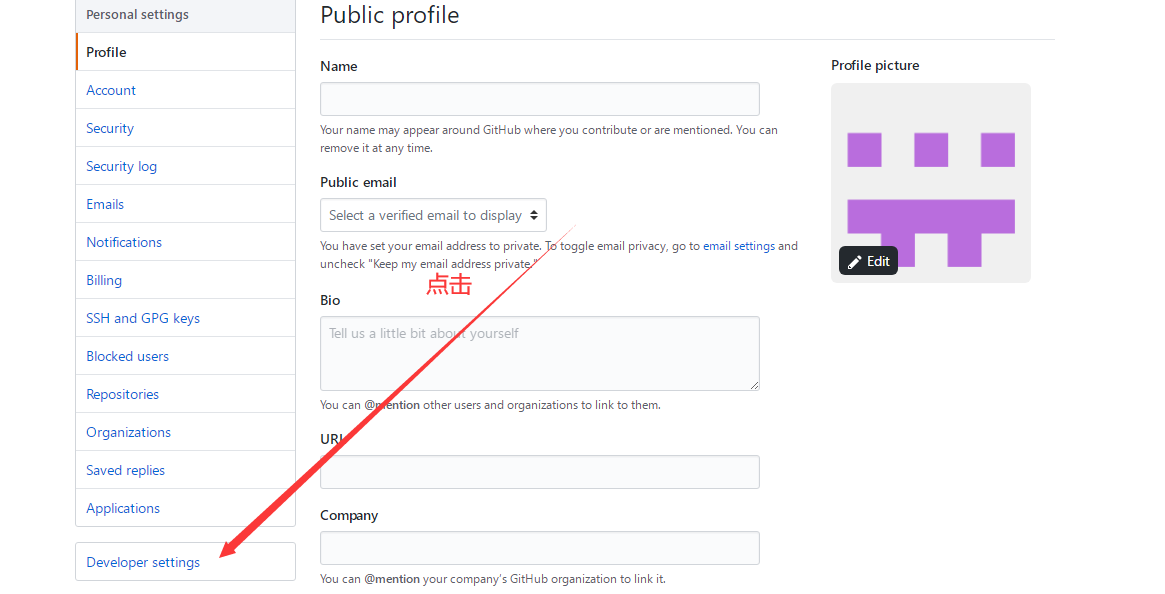 Personal settings
Profile
Account
Security
Security log
Emails
Notifications
Billing
SSH and GPG keys
Blocked users
Repositories
Organizations
Saved replies
Applications
Developer settings
Public profile
Name
Your name may appear around GitHub where you contribute or are mentioned. You can
remove it at any time.
Public email
Select a verified email to display
You have set your email address to private. To toggle email privacy, go to email settings and
uncheck "Keep my email address private."
点击
Bio
Tell us a little bit about yourself
You can @mention other users and organizations to link to them.
URL
Company
You can @mention your company's GitHub organization to link it.
Profile picture
Edit